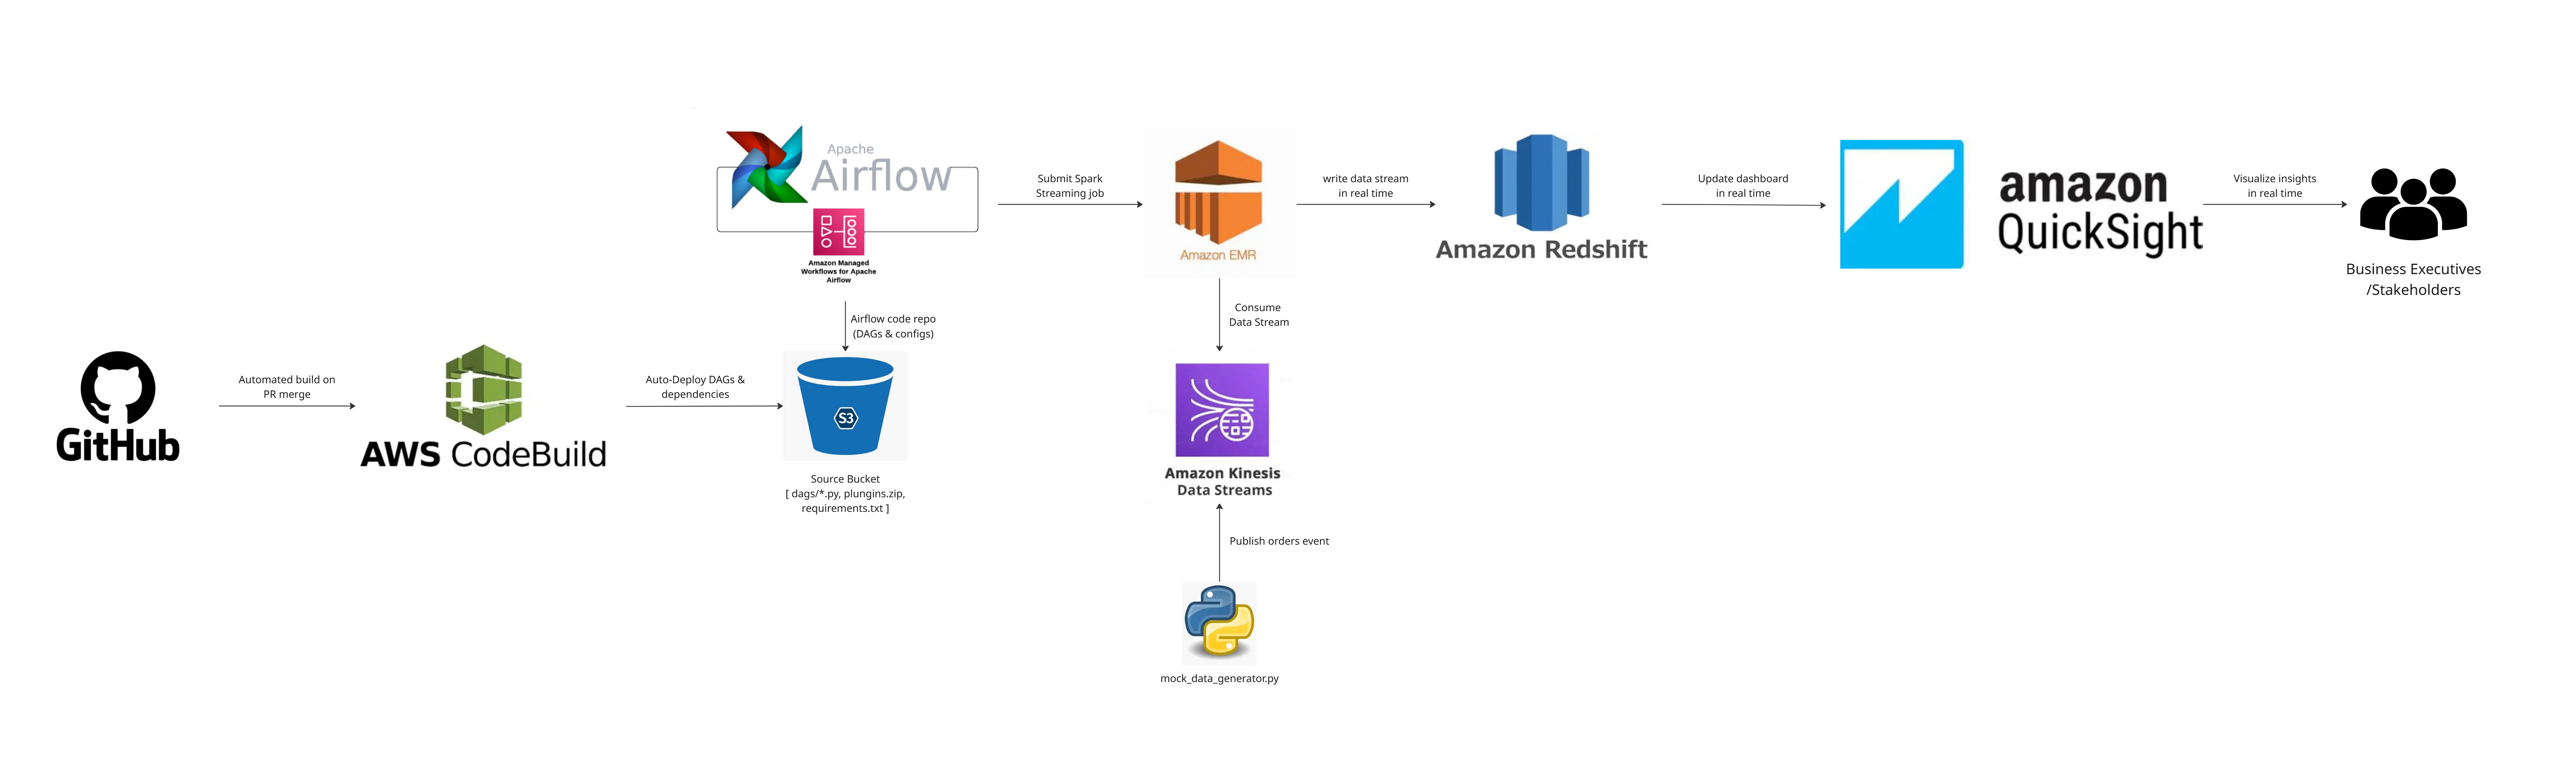 Apache
Airflow
Amazon Managed
Workflows for Apache
Airflow
Submit Spark
Streaming job
Amazon EMR
write data stream
in real time
Amazon Redshift
Update dashboard
in real time
amazon
QuickSight
Visualize insights
in real time
Business Executives
/Stakeholders
Airflow code repo
(DAGs & configs)
Consume
Data Stream
GitHub
Automated build on
PR merge
AWS CodeBuild
Auto-Deploy DAGs &
dependencies
S3
Source Bucket
[ dags/*.py, plungins.zip,
requirements.txt ]
Amazon Kinesis
Data Streams
Publish orders event
mock_data_generator.py